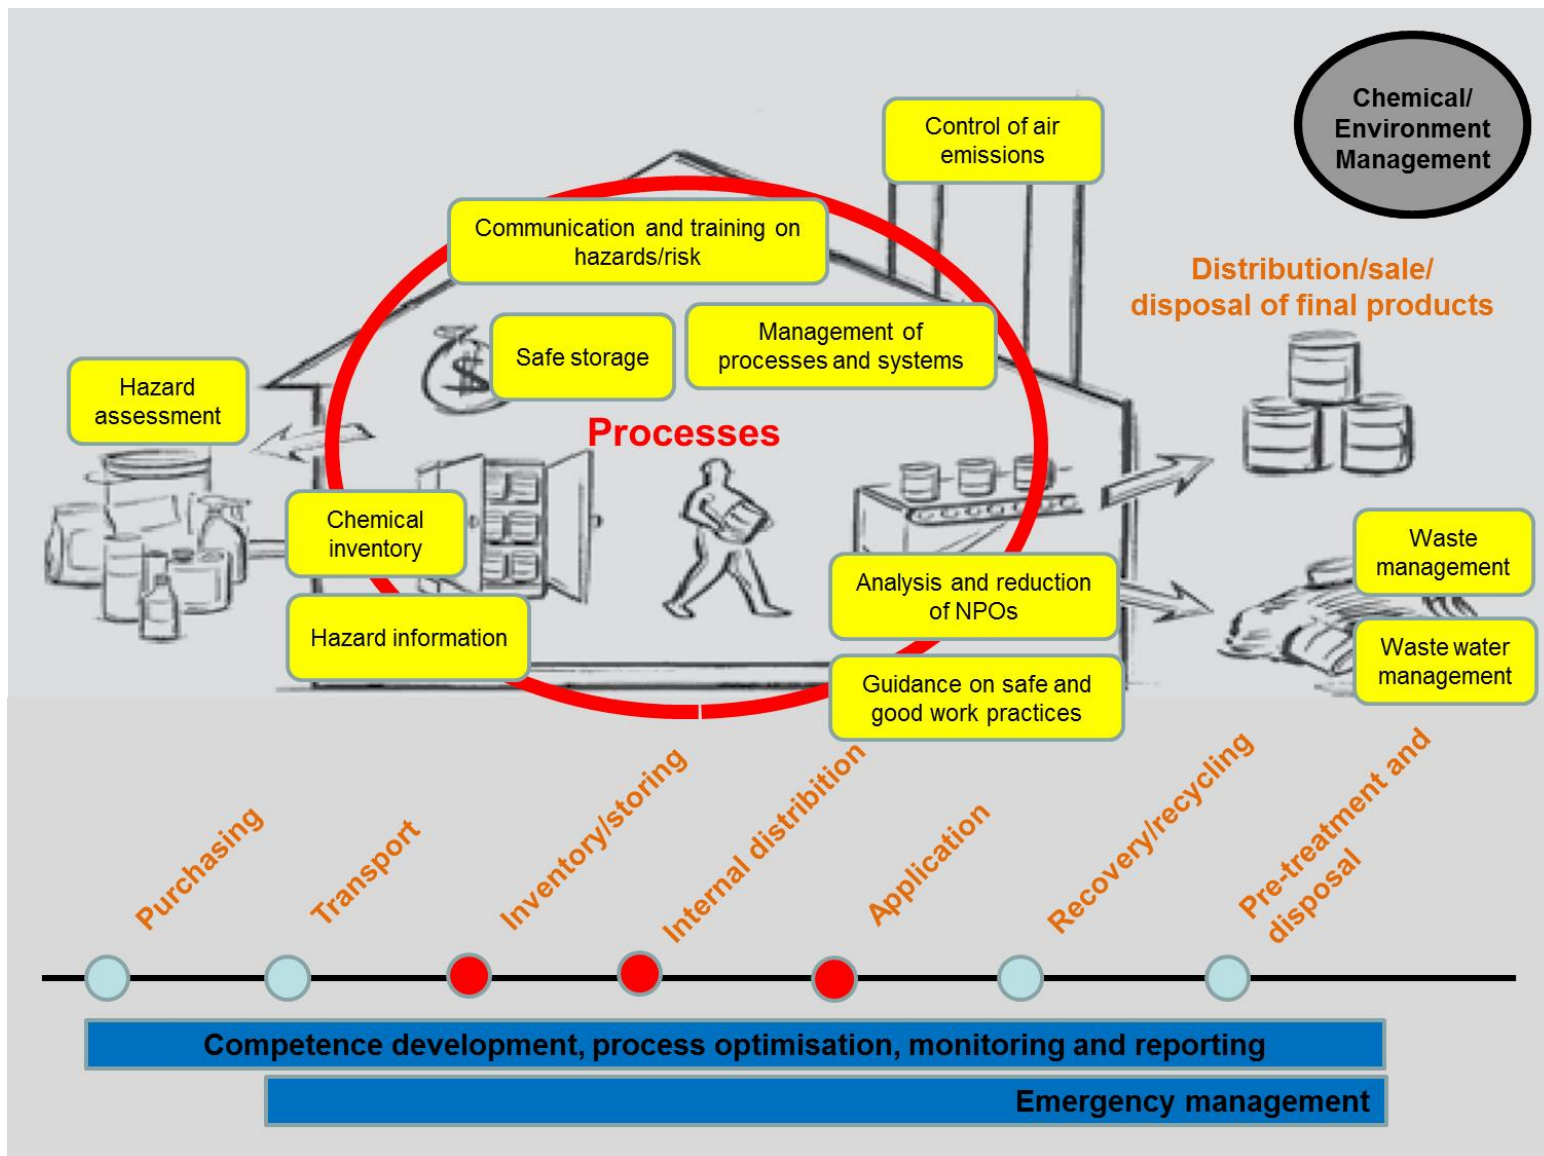 Chemical/
Environment
Management
Control of air
emissions
Communication and training on
hazards/risk
Distribution/sale/
disposal of final products
Safe storage
Management of
processes and systems
Hazard
assessment
$
Processes
Chemical
inventory
Waste
management
Analysis and reduction
of NPOs
Hazard information
Waste water
management
Guidance on safe and
good work practices
Purchasing
Transport
Inventory/storing
Internal distribition
Application
Recovery/recycling
Pre-treatment and
disposal
Competence development, process optimisation, monitoring and reporting
Emergency management